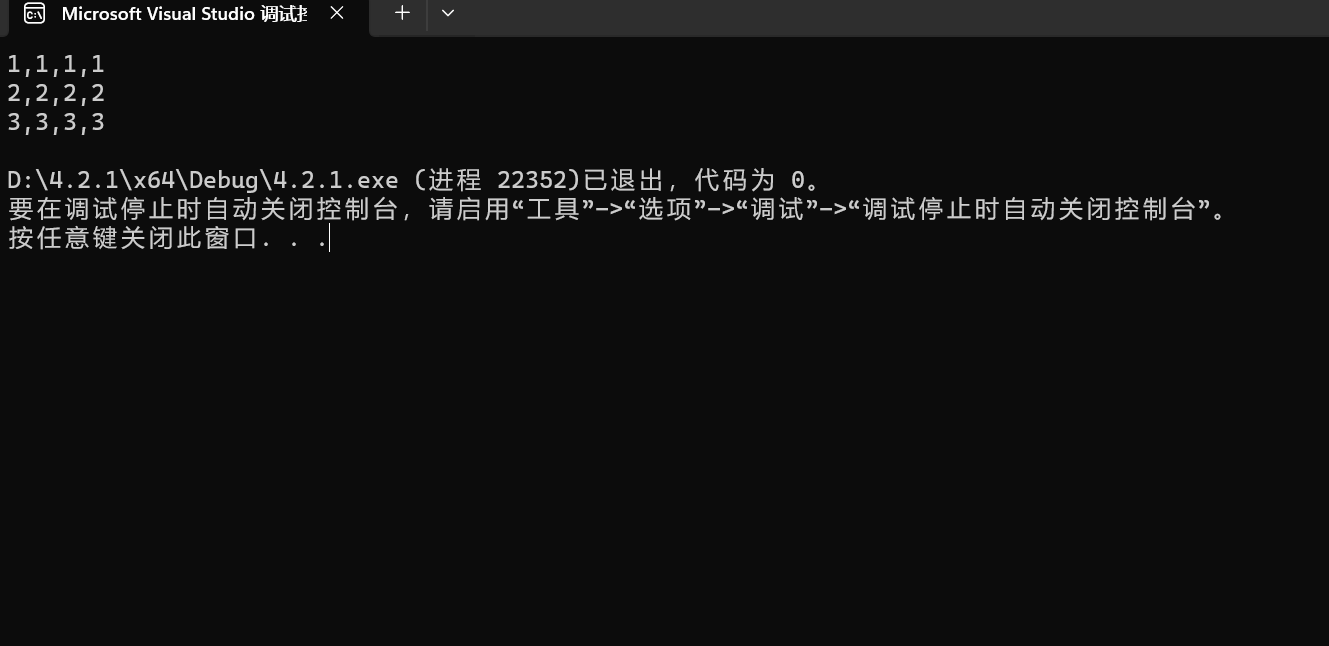 Microsoft Visual Studio 调试
1,1,1,1
2,2,2,2
3,3,3,3
D:\4.2.1\x64\Debug\4.2.1.exe (进程 22352)已退出，代码为 0。
要在调试停止时自动关闭控制台，请启用“工具”->“选项”->“调试”->“调试停止时自动关闭控制台”。
按任意键关闭此窗口. . .